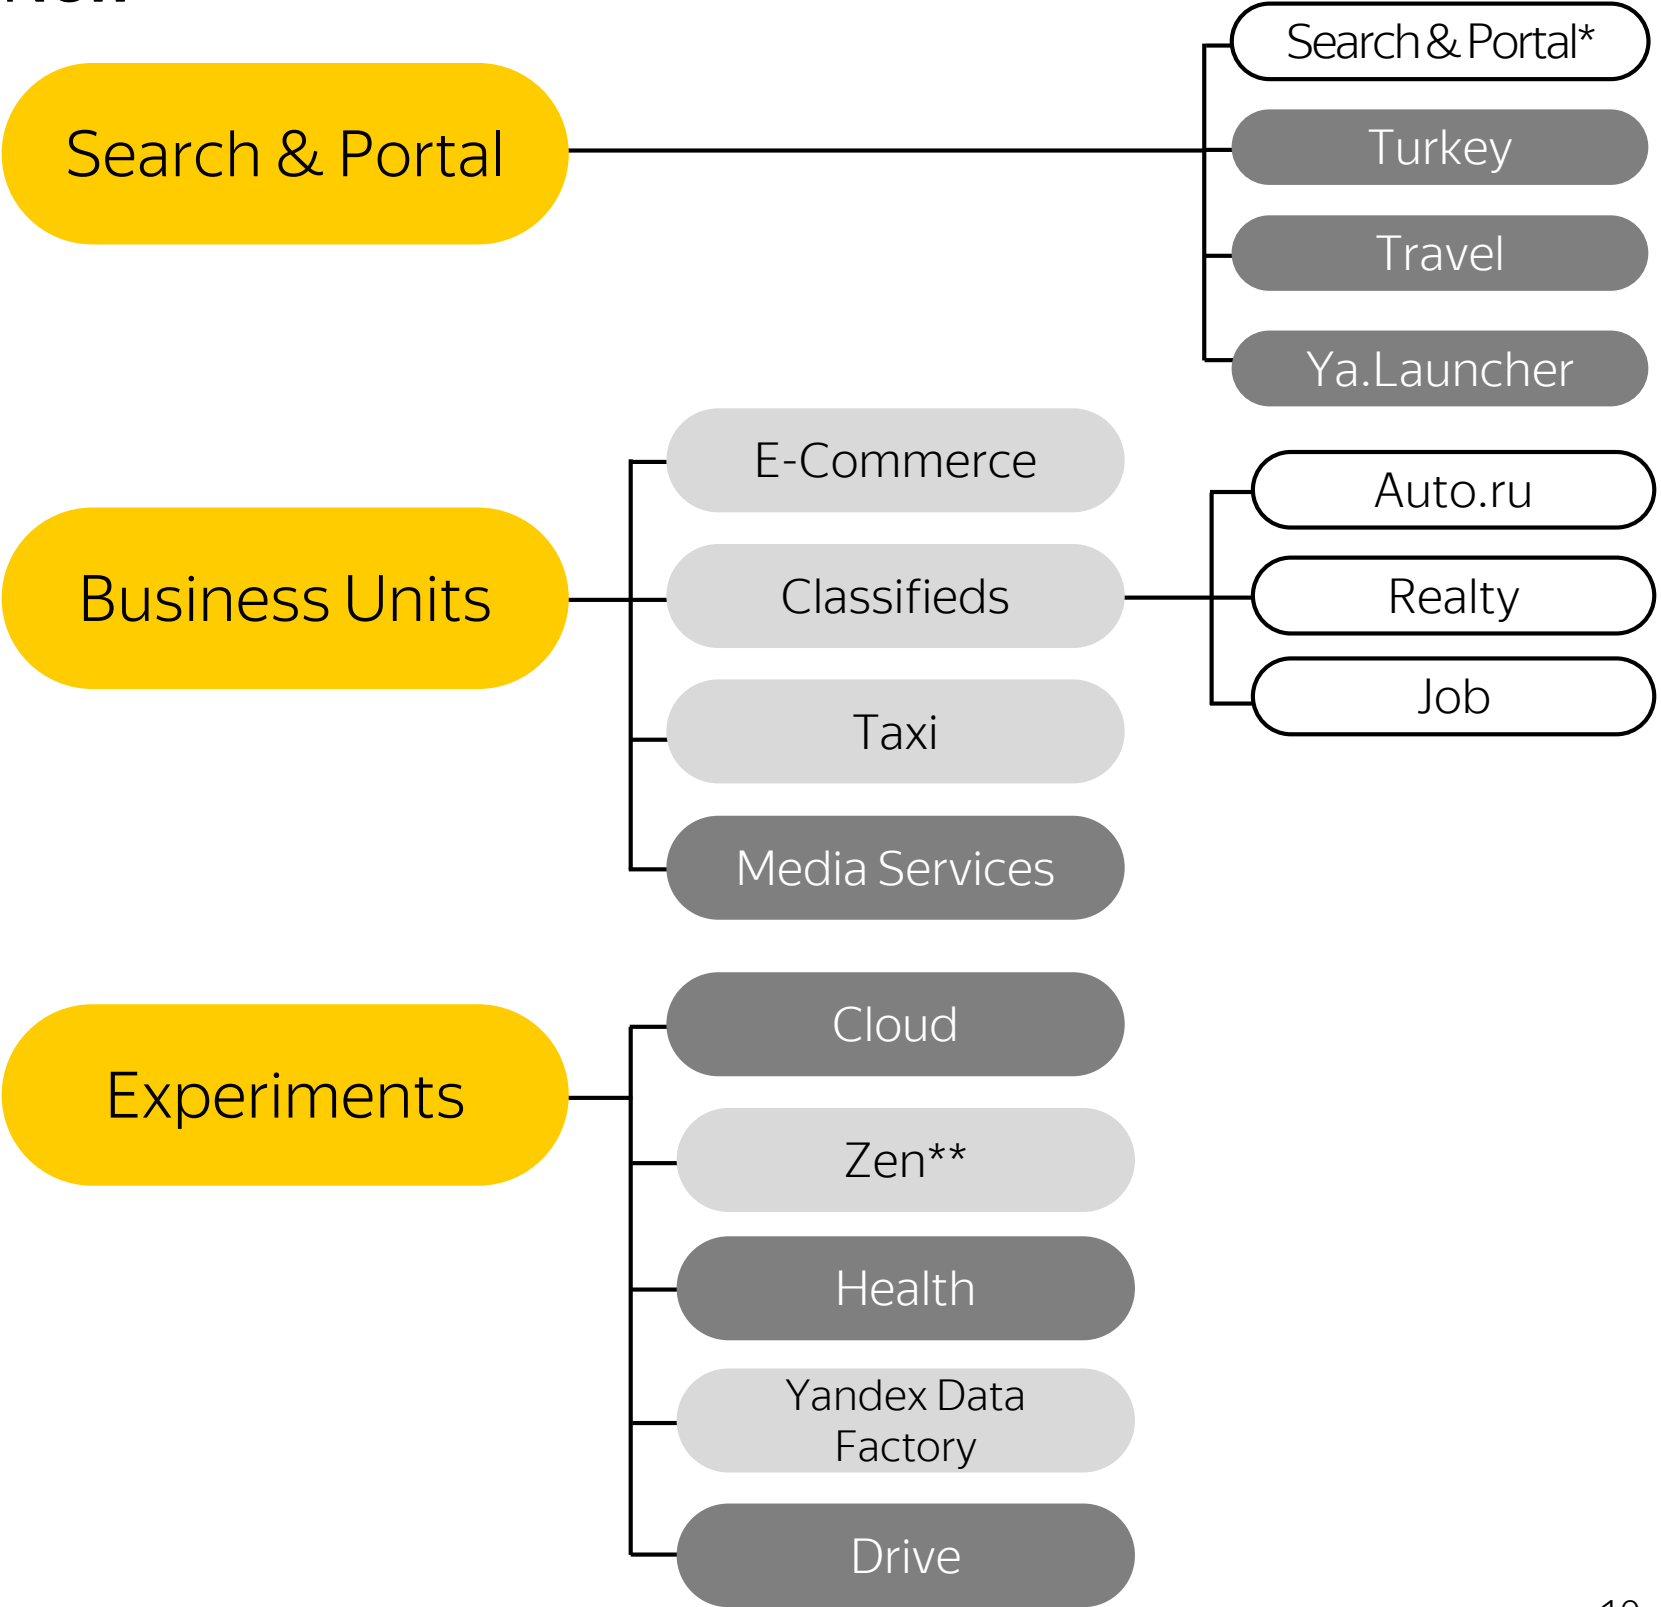 Search & Portal
Search & Portal*
Turkey
Travel
Ya.Launcher
Business Units
E-Commerce
Classifieds
Taxi
Media Services
Auto.ru
Realty
Job
Experiments
Cloud
Zen**
Health
Yandex Data
Factory
Drive